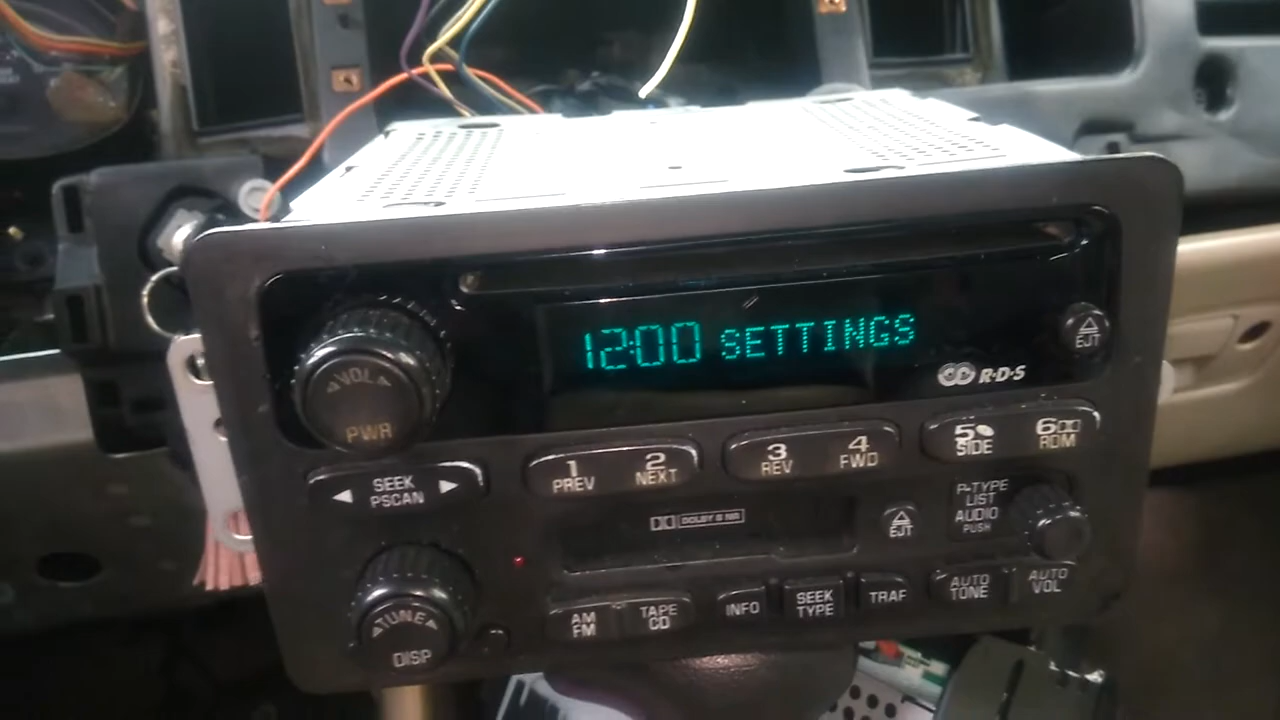 12:00 SETTINGS
EJT
R·D·S
VOL
PWR
SEEK
PSCAN
1
PREV
2
NEXT
3
REV
4
FWD
5
SIDE
6
RDM
DOLBY B NR
EJT
P-TYPE
LIST
AUDIO
PUSH
TUNE
DISP
AM
FM
TAPE
CD
INFO
SEEK
TYPE
TRAF
AUTO
TONE
AUTO
VOL